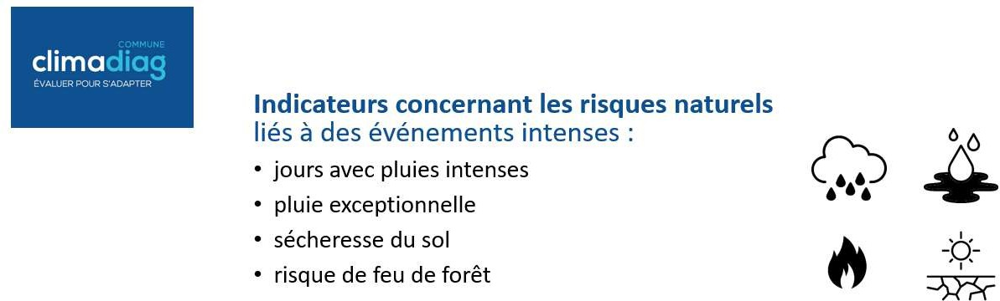 COMMUNE
climadiag
ÉVALUER POUR S'ADAPTER
Indicateurs concernant les risques naturels
liés à des événements intenses :
• jours avec pluies intenses
• pluie exceptionnelle
• sécheresse du sol
• risque de feu de forêt